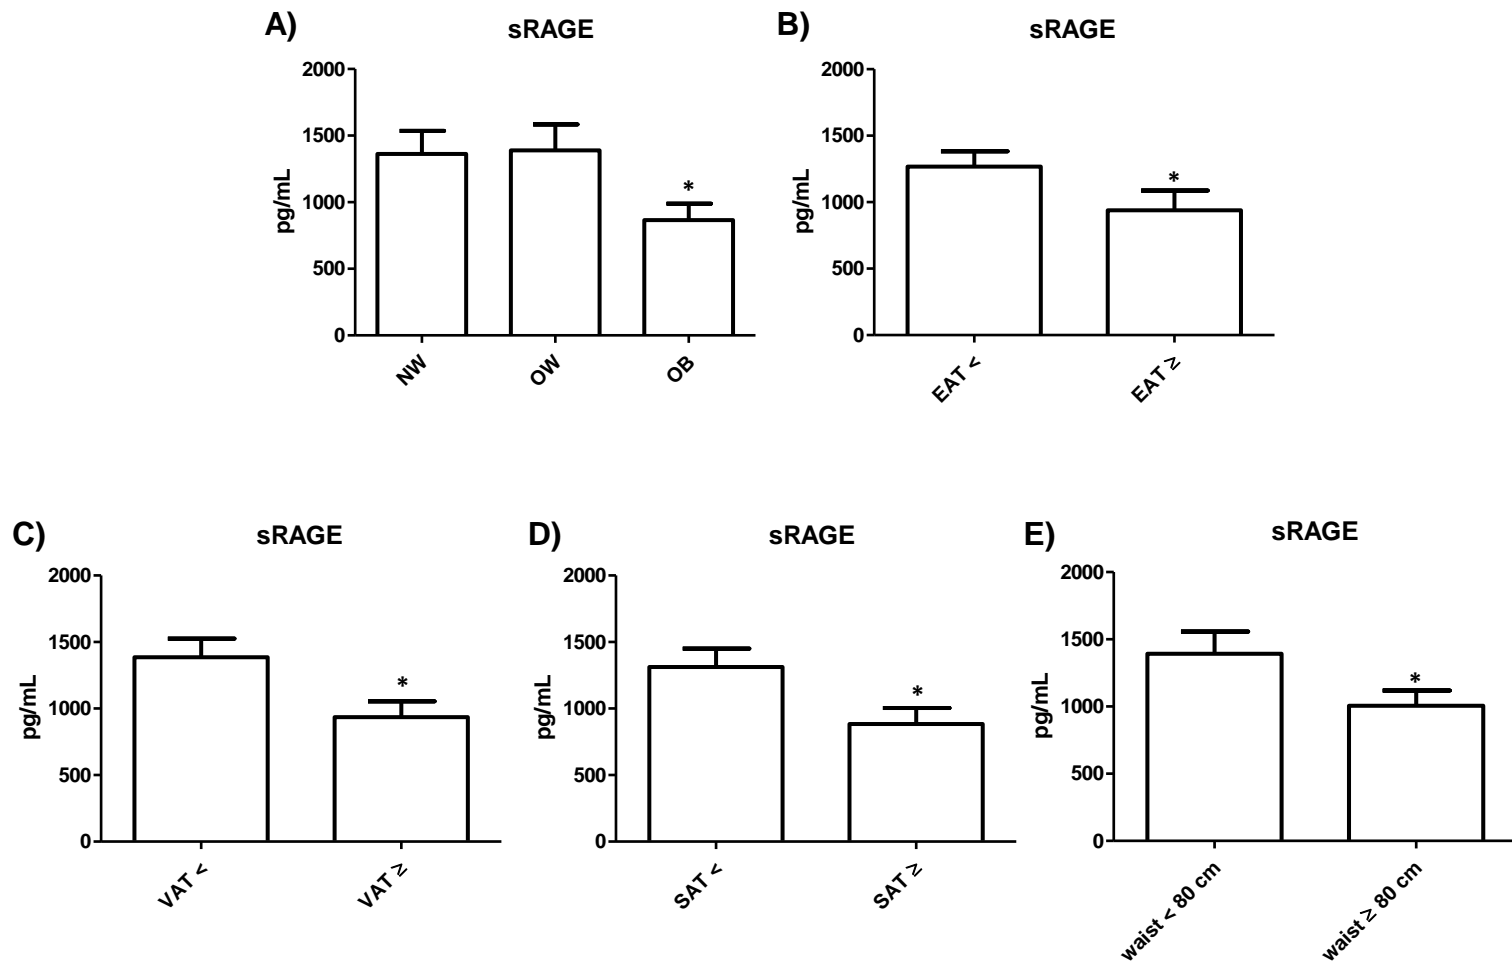 A)
sRAGE
2000
1500
1000
500
0
pg/mL
*
NW
OW
OB
B)
sRAGE
2000
1500
1000
500
0
pg/mL
*
EAT <
EAT ≥
C)
sRAGE
2000
1500
1000
500
0
pg/mL
*
VAT <
VAT ≥
D)
sRAGE
2000
1500
1000
500
0
pg/mL
*
SAT <
SAT ≥
E)
sRAGE
2000
1500
1000
500
0
pg/mL
*
waist < 80 cm
waist ≥ 80 cm